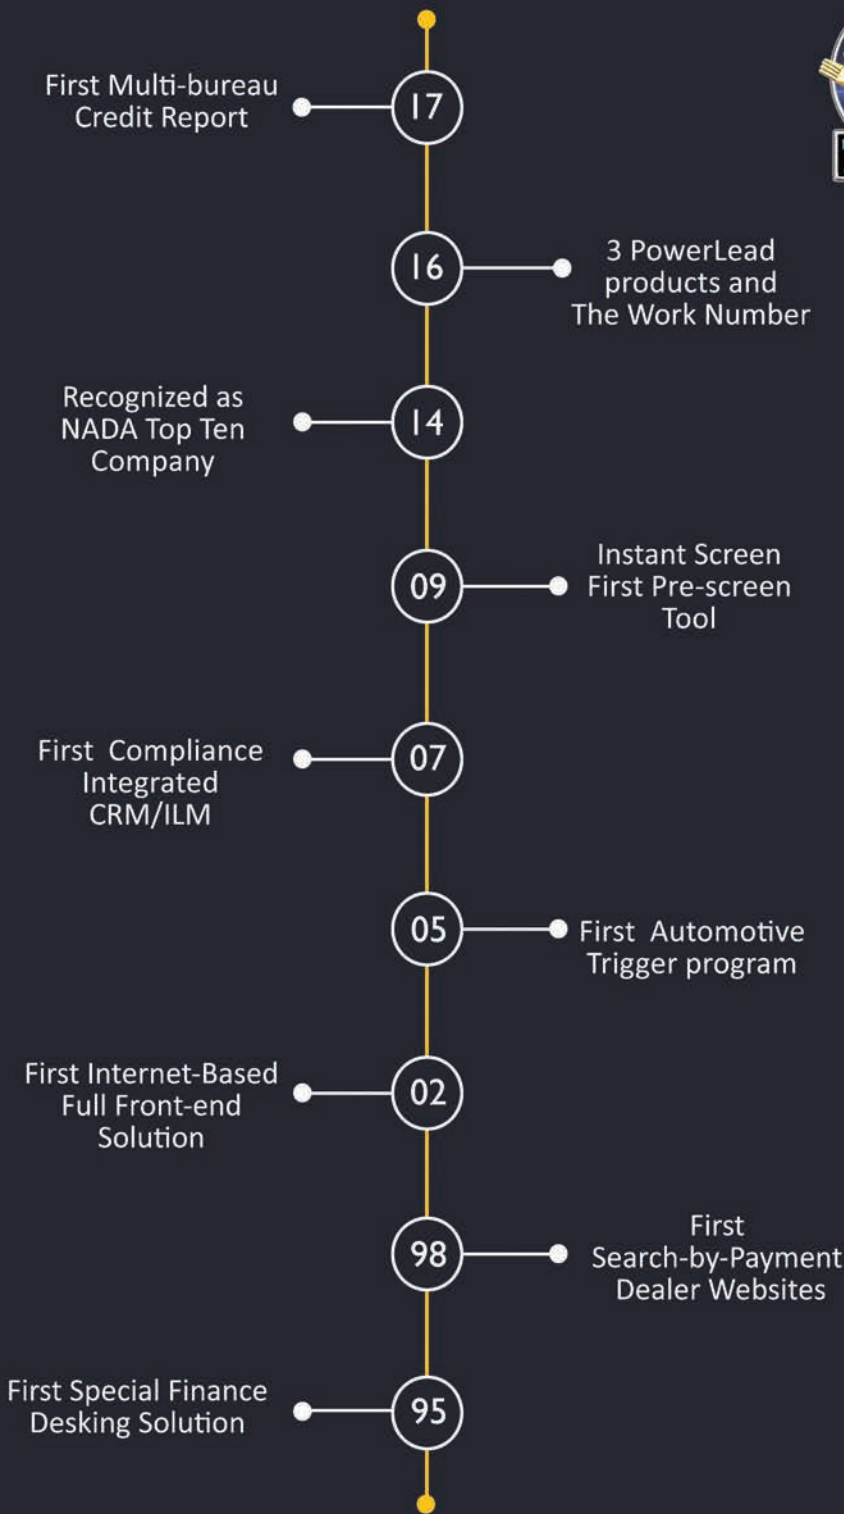 First Multi-bureau
Credit Report
17
16
3 PowerLead
products and
The Work Number
Recognized as
NADA Top Ten
Company
14
09
Instant Screen
First Pre-screen
Tool
First Compliance
Integrated
CRM/ILM
07
05
First Automotive
Trigger program
First Internet-Based
Full Front-end
Solution
02
98
First
Search-by-Payment
Dealer Websites
First Special Finance
Desking Solution
95